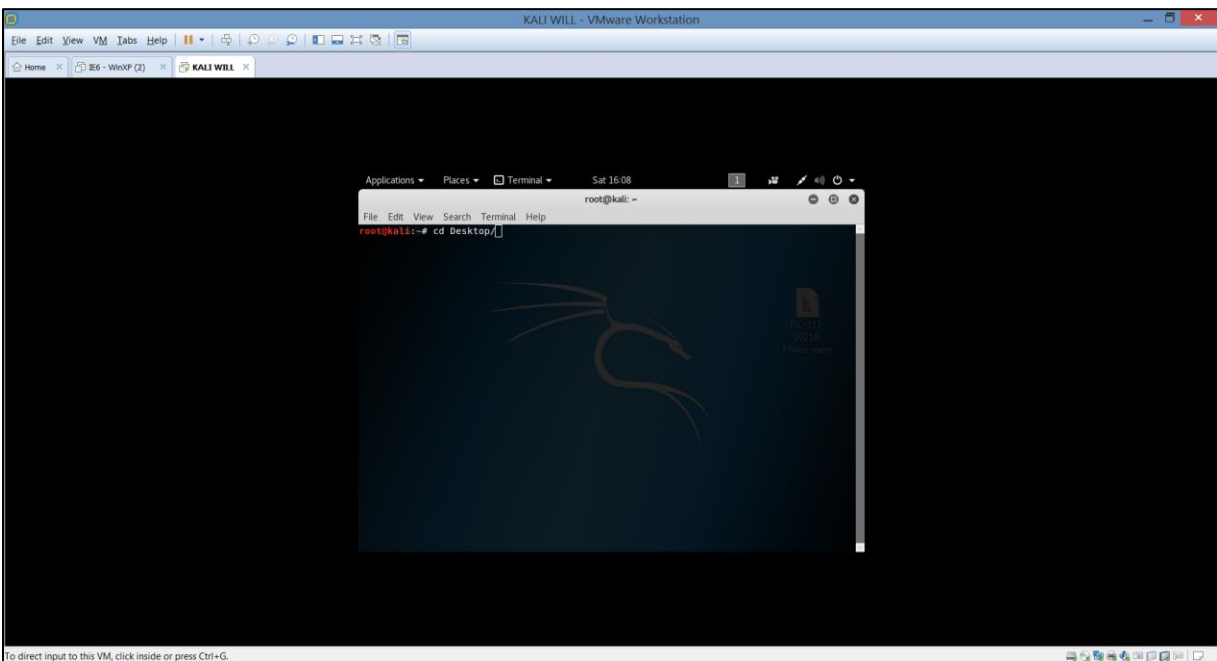 KALI WILL - VMware Workstation
File Edit View VM Tabs Help
Home IE6 - WinXP (2) KALI WILL
Applications Places Terminal Sat 16:08 1
root@kali: ~
File Edit View Search Terminal Help
root@kali:~# cd Desktop/
20218-
To direct input to this VM, click inside or press Ctrl+G.